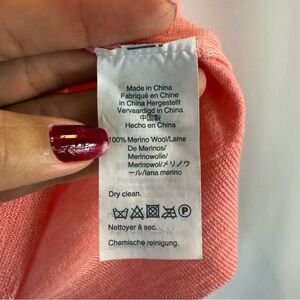 Made in China
Fabriqué en Chine
in China Hergestellt
Vervaardigd in China
中国製
Hecho en China
100% Merino Wool/Laine
De Merinos/
Merinowolle/
Merinowol/メリノウ
ール/lana merino
Dry clean.
P
Nettoyer à sec.
Chemische reinigung.